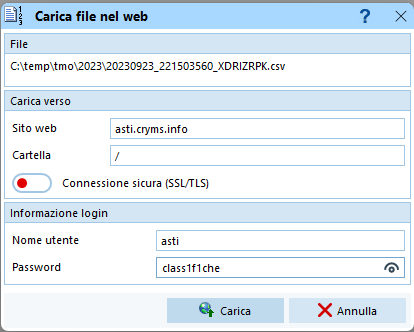 Carica file nel web
?
File
C:\temp\tmo\2023\20230923_221503560_XDRIZRPK.csv
Carica verso
Sito web asti.cryms.info
Cartella /
Connessione sicura (SSL/TLS)
Informazione login
Nome utente asti
Password class1f1che
Carica Annulla